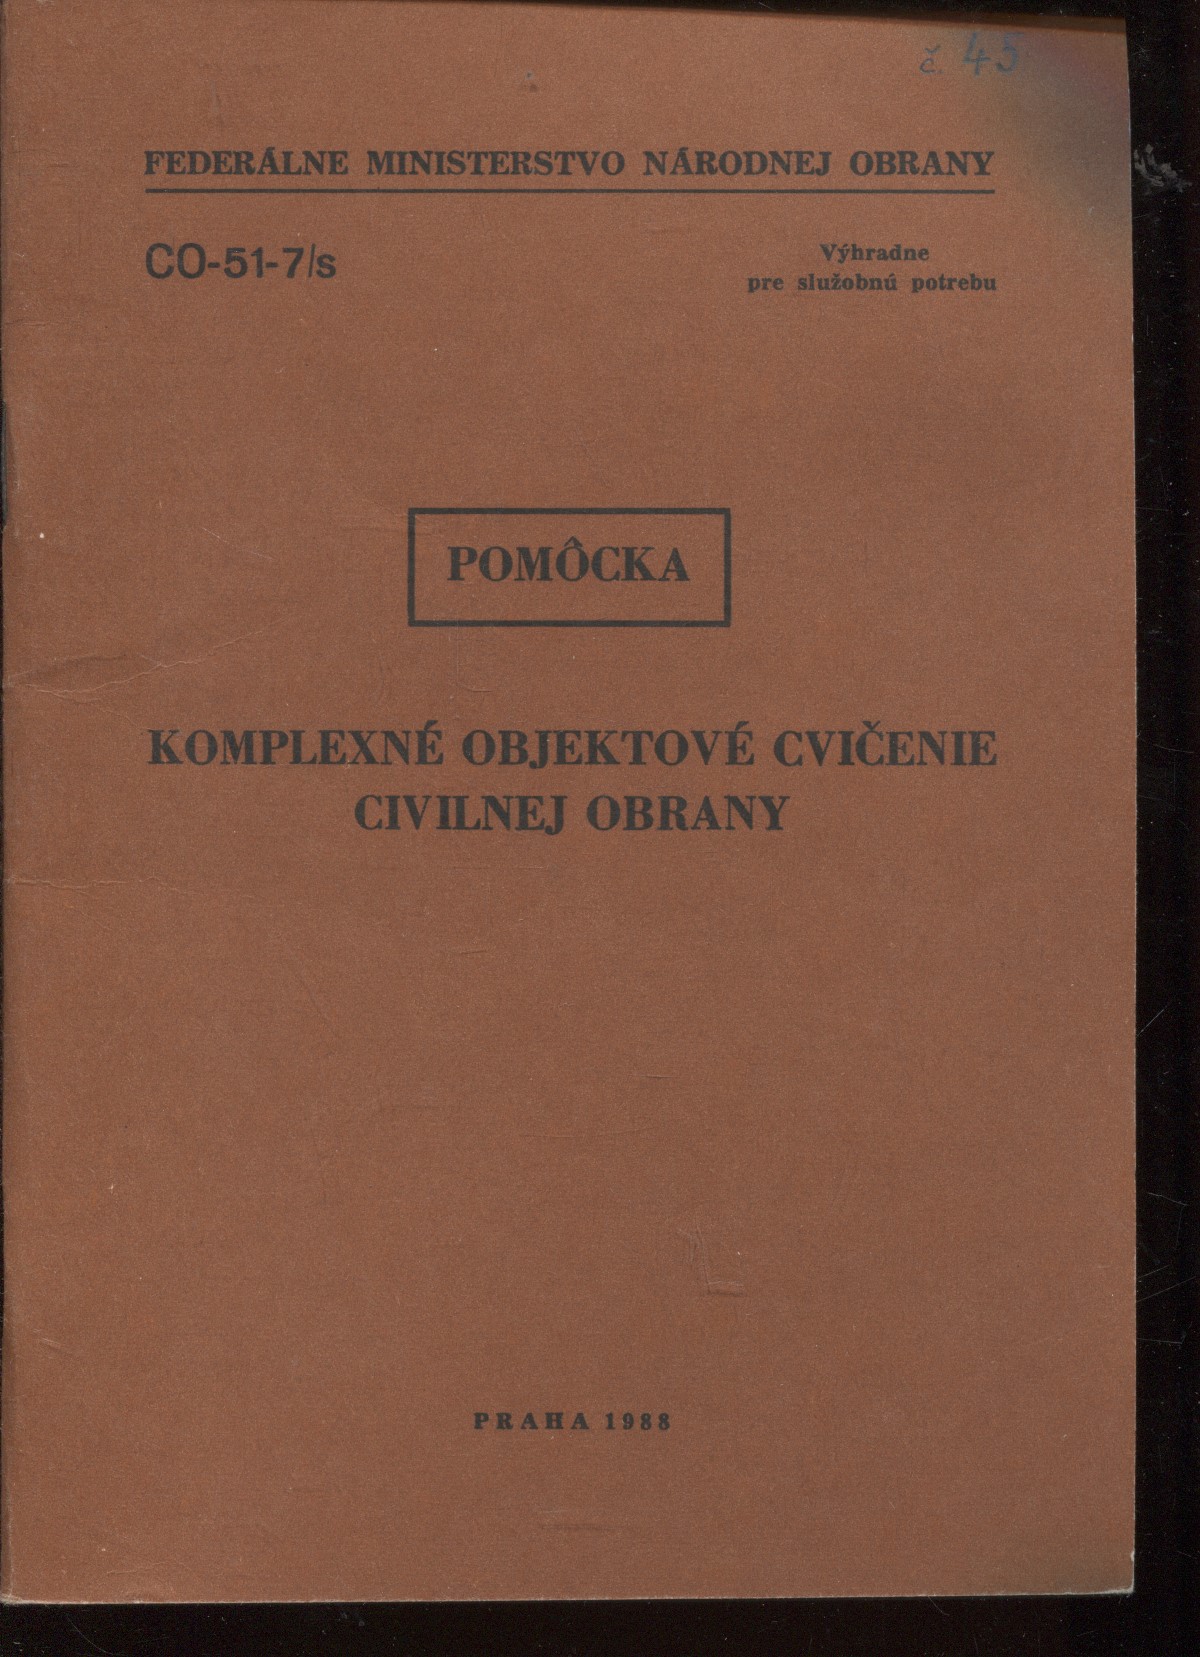 č. 45
FEDERÁLNE MINISTERSTVO NÁRODNEJ OBRANY
CO-51-7/s
Výhradne
pre služobnú potrebu
POMÔCKA
KOMPLEXNÉ OBJEKTOVÉ CVIČENIE
CIVILNEJ OBRANY
PRAHA 1988